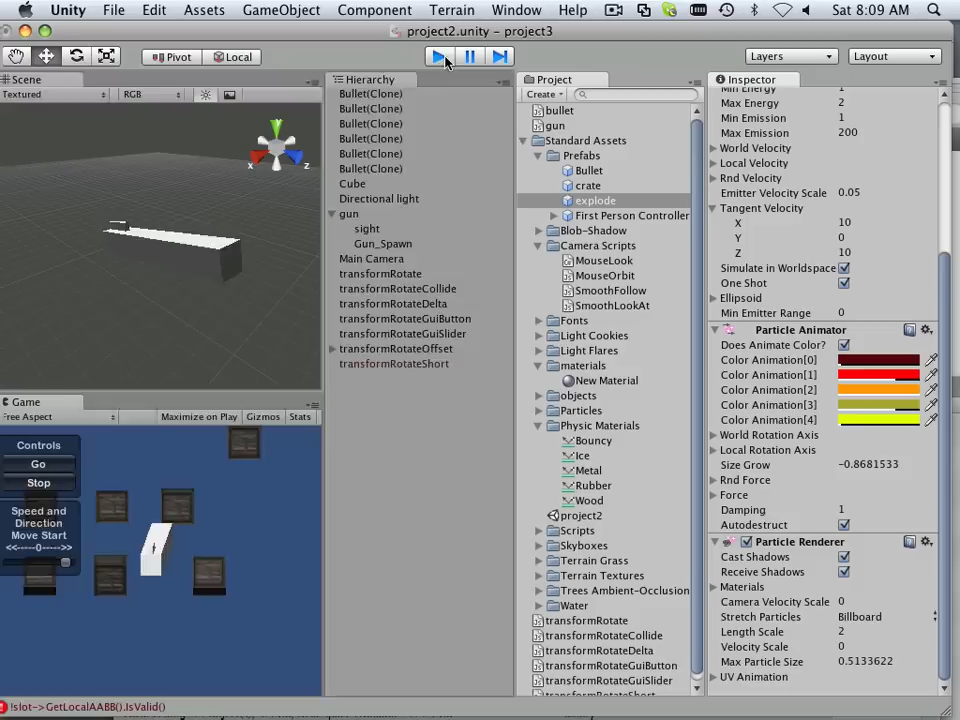 Unity File Edit Assets GameObject Component Terrain Window Help Sat 8:09 AM
project2.unity - project3
Pivot Local Layers Layout
Scene
Textured RGB
Hierarchy
Bullet(Clone)
Bullet(Clone)
Bullet(Clone)
Bullet(Clone)
Bullet(Clone)
Bullet(Clone)
Cube
Directional light
gun
sight
Gun_Spawn
Main Camera
transformRotate
transformRotateCollide
transformRotateDelta
transformRotateGuiButton
transformRotateGuiSlider
transformRotateOffset
transformRotateShort
x
y
z
Game
Free Aspect Maximize on Play Gizmos Stats
Controls
Go
Stop
Speed and
Direction
Move Start
<<----0--->>
Project
Create
bullet
gun
Standard Assets
Prefabs
Bullet
crate
explode
First Person Controller
Blob-Shadow
Camera Scripts
MouseLook
MouseOrbit
SmoothFollow
SmoothLookAt
Fonts
Light Cookies
Light Flares
materials
New Material
objects
Particles
Physic Materials
Bouncy
Ice
Metal
Rubber
Wood
project2
Scripts
Skyboxes
Terrain Grass
Terrain Textures
Trees Ambient-Occlusion
Water
transformRotate
transformRotateCollide
transformRotateDelta
transformRotateGuiButton
transformRotateGuiSlider
transformRotateShort
Inspector
Min Energy 1
Max Energy 2
Min Emission 1
Max Emission 200
World Velocity
Local Velocity
Rnd Velocity
Emitter Velocity Scale 0.05
Tangent Velocity
X 10
Y 0
Z 10
Simulate in Worldspace
One Shot
Ellipsoid
Min Emitter Range 0
Particle Animator
Does Animate Color?
Color Animation[0]
Color Animation[1]
Color Animation[2]
Color Animation[3]
Color Animation[4]
World Rotation Axis
Local Rotation Axis
Size Grow -0.8681533
Rnd Force
Force
Damping 1
Autodestruct
Particle Renderer
Cast Shadows
Receive Shadows
Materials
Camera Velocity Scale 0
Stretch Particles Billboard
Length Scale 2
Velocity Scale 0
Max Particle Size 0.5133622
UV Animation
!slot->GetLocalAABB().IsValid()